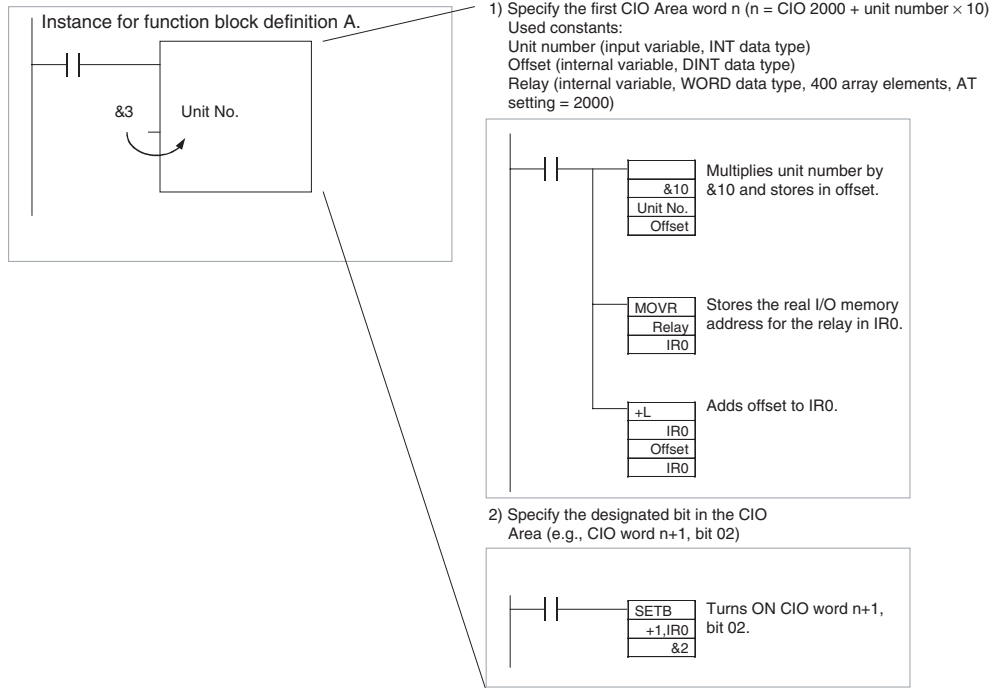 Instance for function block definition A.
&3
Unit No.
1) Specify the first CIO Area word n (n = CIO 2000 + unit number × 10)
Used constants:
Unit number (input variable, INT data type)
Offset (internal variable, DINT data type)
Relay (internal variable, WORD data type, 400 array elements, AT
setting = 2000)
&10
Unit No.
Offset
Multiplies unit number by
&10 and stores in offset.
MOVR
Relay
IR0
Stores the real I/O memory
address for the relay in IR0.
+L
IR0
Offset
IR0
Adds offset to IR0.
2) Specify the designated bit in the CIO
Area (e.g., CIO word n+1, bit 02)
SETB
+1,IR0
&2
Turns ON CIO word n+1,
bit 02.